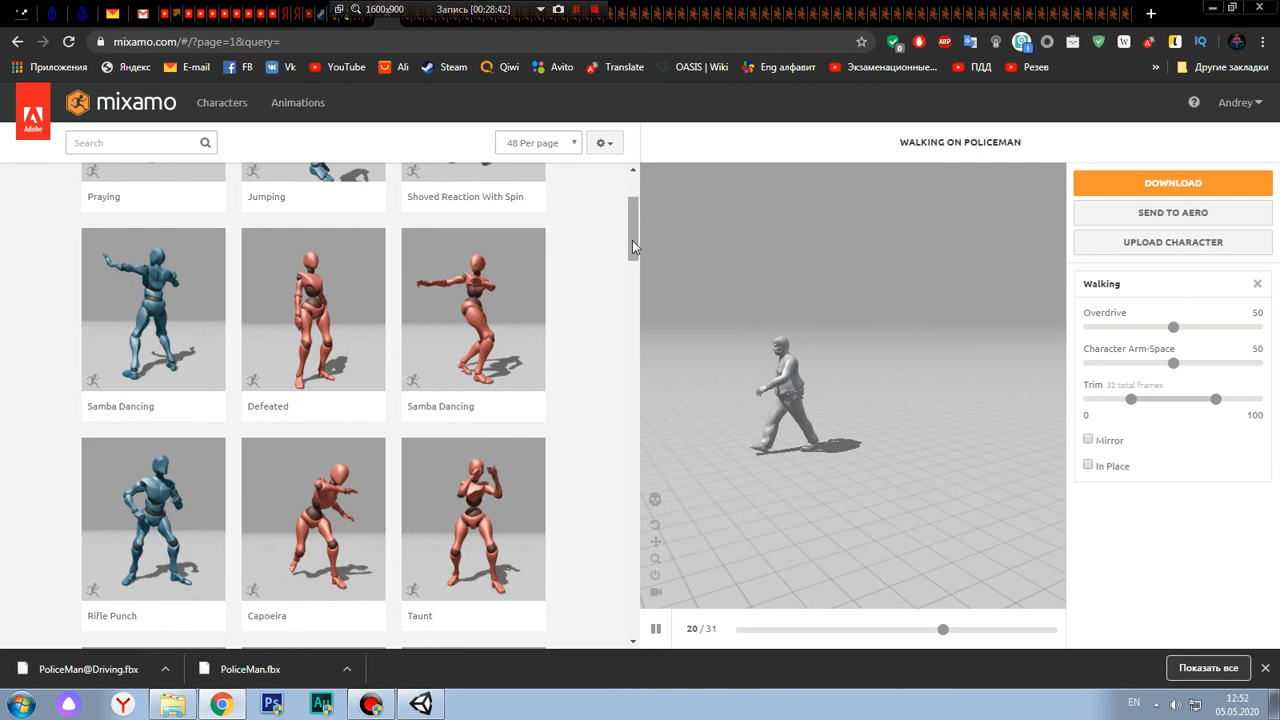 1600x900
Запись [00:28:42]
mixamo.com/#/?page=1&query=
Приложения
Яндекс
E-mail
FB
Vk
YouTube
Ali
Steam
Qiwi
Avito
Translate
OASIS | Wiki
Eng алфавит
Экзаменационные...
ПДД
Резев
»
Другие закладки
Adobe
mixamo
Characters
Animations
Andrey
Search
48 Per page
WALKING ON POLICEMAN
Praying
Jumping
Shoved Reaction With Spin
Samba Dancing
Defeated
Samba Dancing
Rifle Punch
Capoeira
Taunt
DOWNLOAD
SEND TO AERO
UPLOAD CHARACTER
Walking
Overdrive 50
Character Arm-Space 50
Trim 32 total frames
0 100
Mirror
In Place
20 / 31
PoliceMan@Driving.fbx
PoliceMan.fbx
Показать все
Ps
Au
EN
12:52
05.05.2020